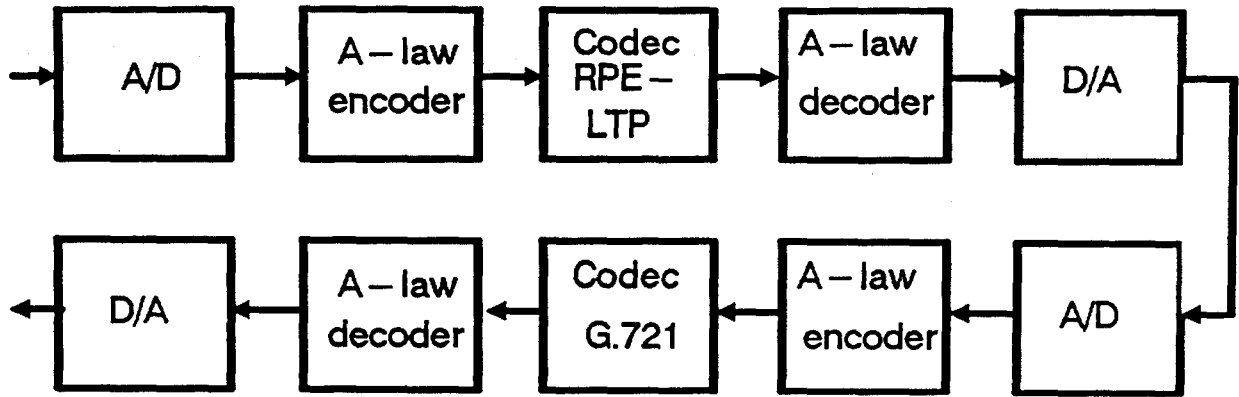 A/D
A – law
encoder
Codec
RPE –
LTP
A – law
decoder
D/A
D/A
A – law
decoder
Codec
G.721
A – law
encoder
A/D